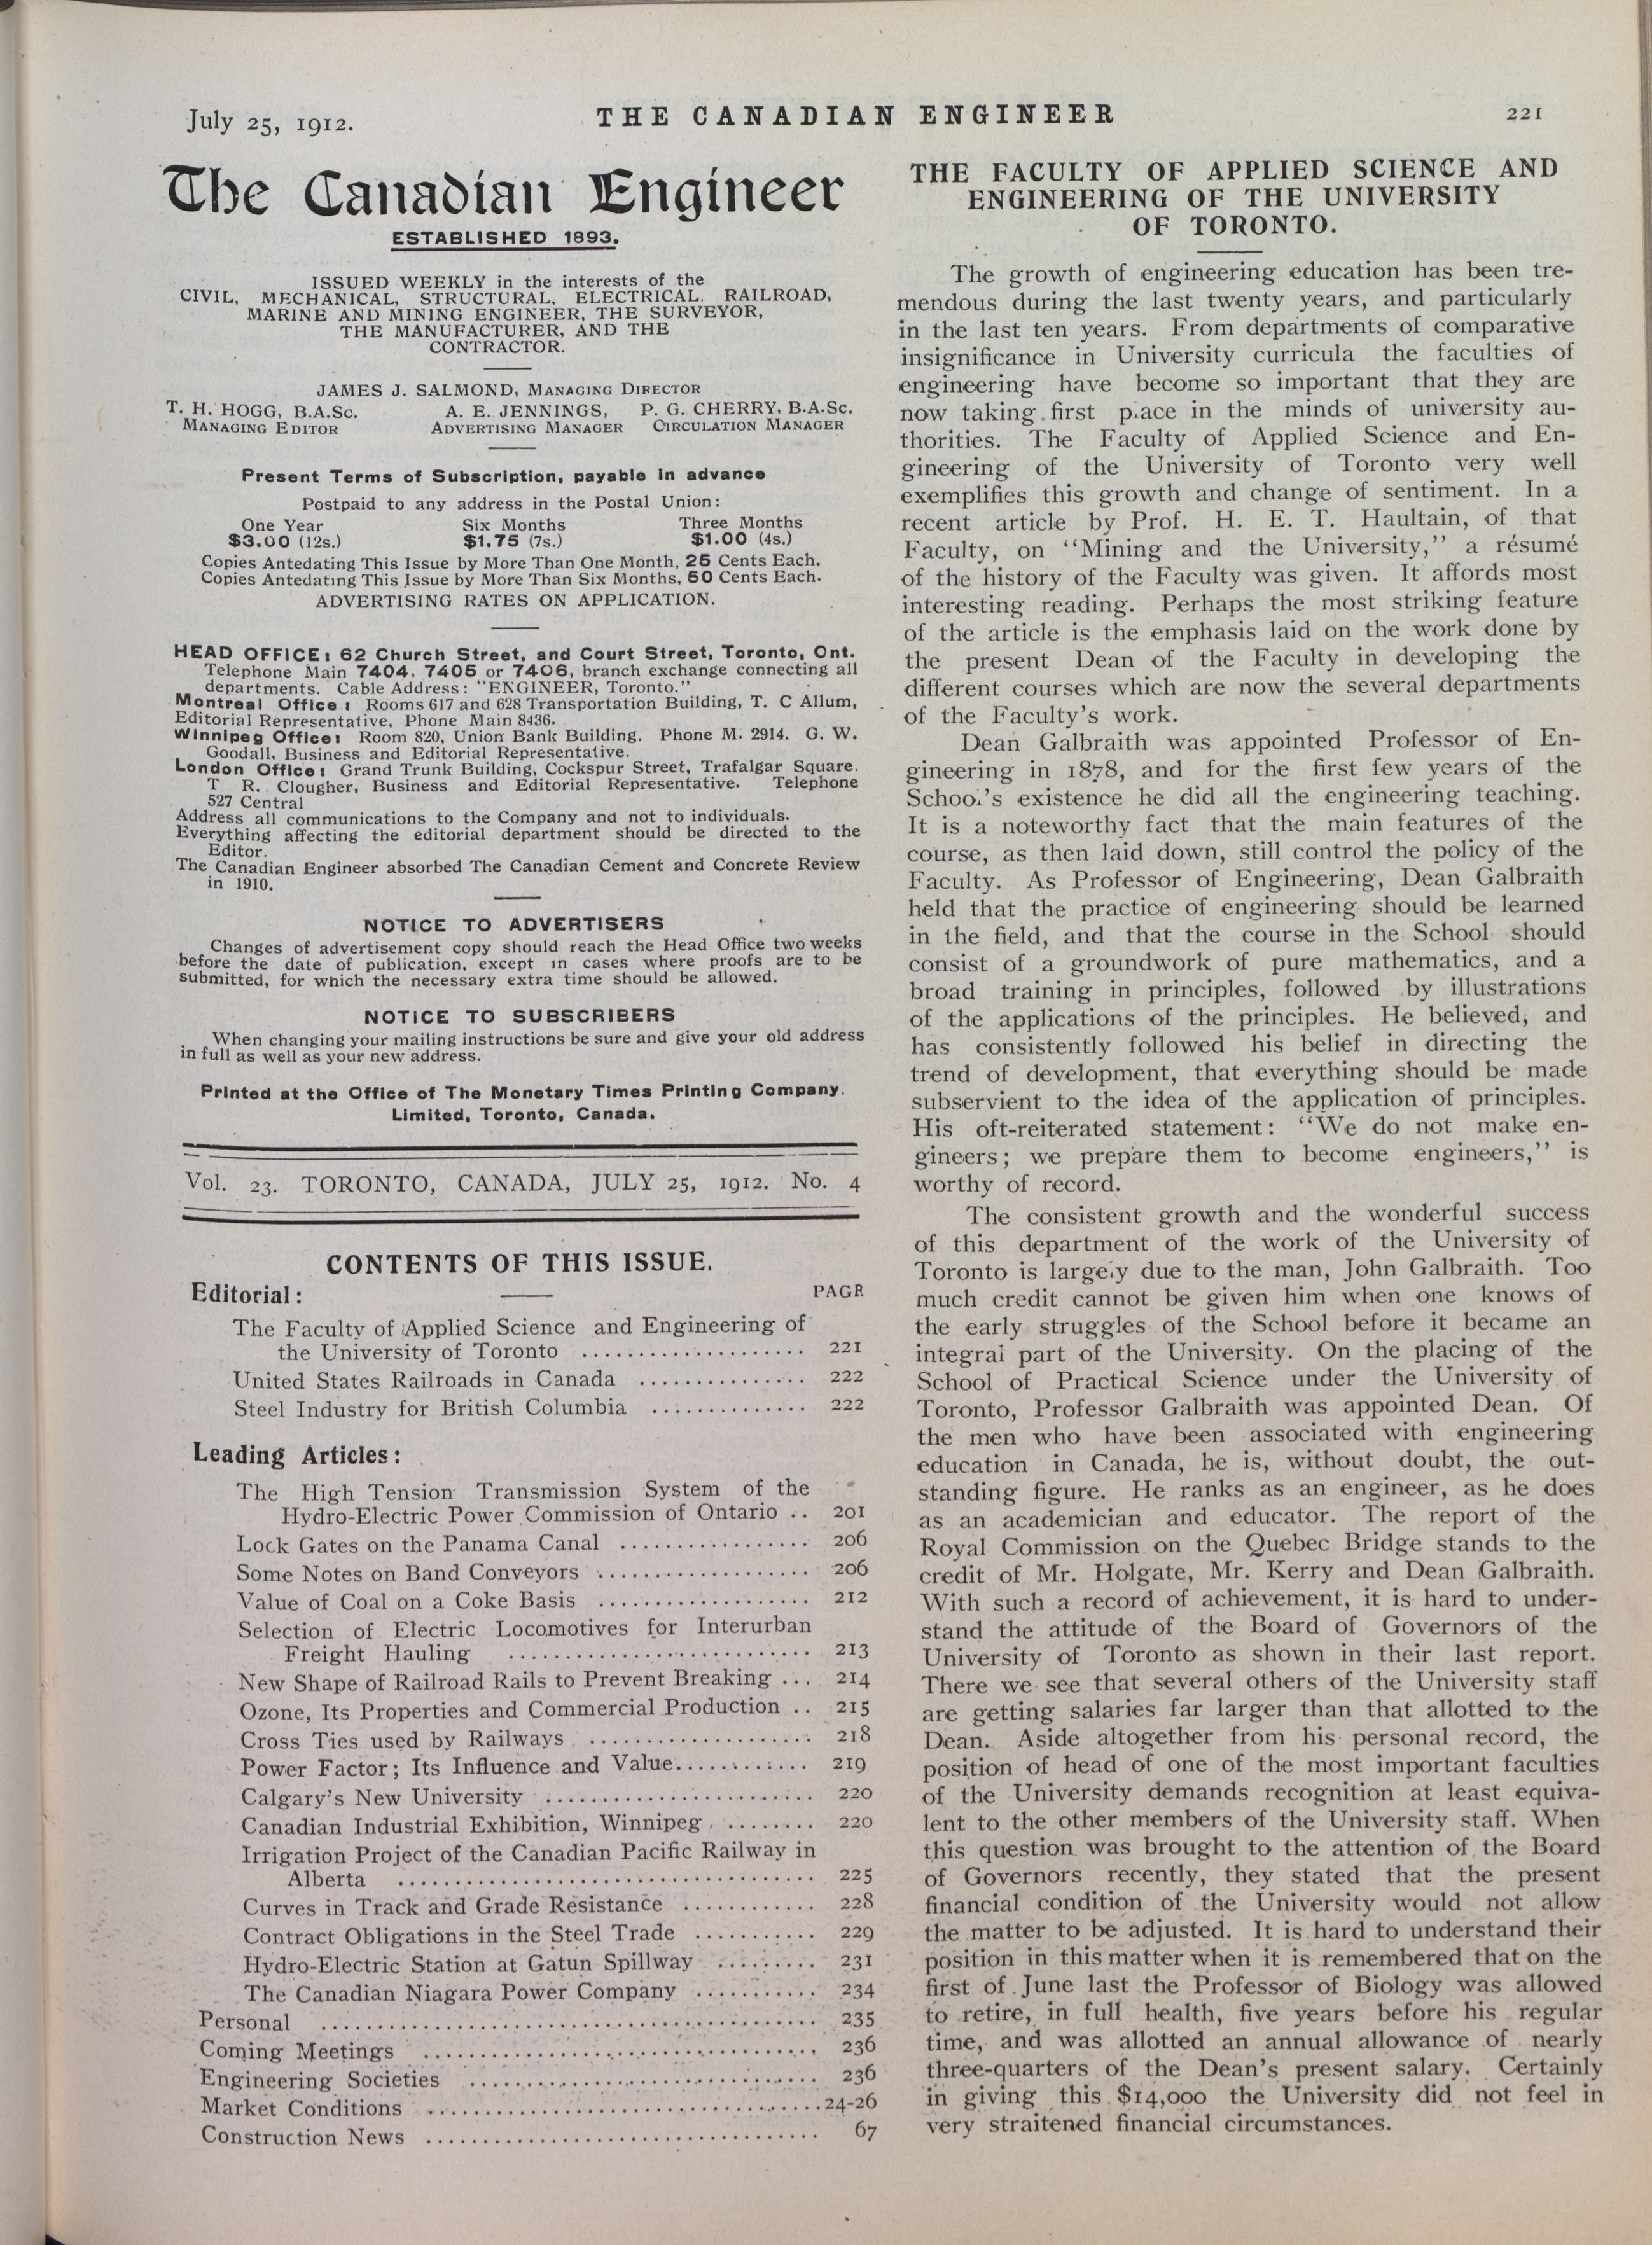 July 25, 1912.
THE CANADIAN ENGINEER
221
The Canadian Engineer
ESTABLISHED 1893.
ISSUED WEEKLY in the interests of the
CIVIL, MECHANICAL, STRUCTURAL, ELECTRICAL. RAILROAD,
MARINE AND MINING ENGINEER, THE SURVEYOR,
THE MANUFACTURER, AND THE
CONTRACTOR.
JAMES J. SALMOND, MANAGING DIRECTOR
T. H. HOGG, B.A.Sc. A. E. JENNINGS, P. G. CHERRY, B.A.Sc.
MANAGING EDITOR ADVERTISING MANAGER CIRCULATION MANAGER
Present Terms of Subscription, payable in advance
Postpaid to any address in the Postal Union:
One Year Six Months Three Months
$3.00 (12s.) $1.75 (7s.) $1.00 (4s.)
Copies Antedating This Issue by More Than One Month, 25 Cents Each.
Copies Antedating This Issue by More Than Six Months, 50 Cents Each.
ADVERTISING RATES ON APPLICATION.
HEAD OFFICE: 62 Church Street, and Court Street, Toronto, Ont.
Telephone Main 7404, 7405 or 7406, branch exchange connecting all
departments. Cable Address: "ENGINEER, Toronto."
Montreal Office: Rooms 617 and 628 Transportation Building, T. C Allum,
Editorial Representative, Phone Main 8436.
Winnipeg Office: Room 820, Union Bank Building. Phone M. 2914. G. W.
Goodall, Business and Editorial Representative.
London Office: Grand Trunk Building, Cockspur Street, Trafalgar Square.
T R. Clougher, Business and Editorial Representative. Telephone
527 Central
Address all communications to the Company and not to individuals.
Everything affecting the editorial department should be directed to the
Editor.
The Canadian Engineer absorbed The Canadian Cement and Concrete Review
in 1910.
NOTICE TO ADVERTISERS
Changes of advertisement copy should reach the Head Office two weeks
before the date of publication, except in cases where proofs are to be
submitted, for which the necessary extra time should be allowed.
NOTICE TO SUBSCRIBERS
When changing your mailing instructions be sure and give your old address
in full as well as your new address.
Printed at the Office of The Monetary Times Printing Company,
Limited, Toronto, Canada.
Vol. 23. TORONTO, CANADA, JULY 25, 1912. No. 4
CONTENTS OF THIS ISSUE.
Editorial: PAGE
The Faculty of Applied Science and Engineering of
the University of Toronto .................... 221
United States Railroads in Canada ............... 222
Steel Industry for British Columbia .............. 222
Leading Articles:
The High Tension Transmission System of the
Hydro-Electric Power Commission of Ontario .. 201
Lock Gates on the Panama Canal ................. 206
Some Notes on Band Conveyors ................... 206
Value of Coal on a Coke Basis ................... 212
Selection of Electric Locomotives for Interurban
Freight Hauling ........................... 213
New Shape of Railroad Rails to Prevent Breaking ... 214
Ozone, Its Properties and Commercial Production .. 215
Cross Ties used by Railways .................... 218
Power Factor; Its Influence and Value............ 219
Calgary's New University ........................ 220
Canadian Industrial Exhibition, Winnipeg ........ 220
Irrigation Project of the Canadian Pacific Railway in
Alberta ..................................... 225
Curves in Track and Grade Resistance ............ 228
Contract Obligations in the Steel Trade ........... 229
Hydro-Electric Station at Gatun Spillway ......... 231
The Canadian Niagara Power Company ........... 234
Personal ............................................. 235
Coming Meetings .................................... 236
Engineering Societies ................................ 236
Market Conditions ...................................24-26
Construction News ................................... 67
THE FACULTY OF APPLIED SCIENCE AND
ENGINEERING OF THE UNIVERSITY
OF TORONTO.
The growth of engineering education has been tre-
mendous during the last twenty years, and particularly
in the last ten years. From departments of comparative
insignificance in University curricula the faculties of
engineering have become so important that they are
now taking first place in the minds of university au-
thorities. The Faculty of Applied Science and En-
gineering of the University of Toronto very well
exemplifies this growth and change of sentiment. In a
recent article by Prof. H. E. T. Haultain, of that
Faculty, on "Mining and the University," a résumé
of the history of the Faculty was given. It affords most
interesting reading. Perhaps the most striking feature
of the article is the emphasis laid on the work done by
the present Dean of the Faculty in developing the
different courses which are now the several departments
of the Faculty's work.
Dean Galbraith was appointed Professor of En-
gineering in 1878, and for the first few years of the
School's existence he did all the engineering teaching.
It is a noteworthy fact that the main features of the
course, as then laid down, still control the policy of the
Faculty. As Professor of Engineering, Dean Galbraith
held that the practice of engineering should be learned
in the field, and that the course in the School should
consist of a groundwork of pure mathematics, and a
broad training in principles, followed by illustrations
of the applications of the principles. He believed, and
has consistently followed his belief in directing the
trend of development, that everything should be made
subservient to the idea of the application of principles.
His oft-reiterated statement: "We do not make en-
gineers; we prepare them to become engineers," is
worthy of record.
The consistent growth and the wonderful success
of this department of the work of the University of
Toronto is largely due to the man, John Galbraith. Too
much credit cannot be given him when one knows of
the early struggles of the School before it became an
integral part of the University. On the placing of the
School of Practical Science under the University of
Toronto, Professor Galbraith was appointed Dean. Of
the men who have been associated with engineering
education in Canada, he is, without doubt, the out-
standing figure. He ranks as an engineer, as he does
as an academician and educator. The report of the
Royal Commission on the Quebec Bridge stands to the
credit of Mr. Holgate, Mr. Kerry and Dean Galbraith.
With such a record of achievement, it is hard to under-
stand the attitude of the Board of Governors of the
University of Toronto as shown in their last report.
There we see that several others of the University staff
are getting salaries far larger than that allotted to the
Dean. Aside altogether from his personal record, the
position of head of one of the most important faculties
of the University demands recognition at least equiva-
lent to the other members of the University staff. When
this question was brought to the attention of the Board
of Governors recently, they stated that the present
financial condition of the University would not allow
the matter to be adjusted. It is hard to understand their
position in this matter when it is remembered that on the
first of June last the Professor of Biology was allowed
to retire, in full health, five years before his regular
time, and was allotted an annual allowance of nearly
three-quarters of the Dean's present salary. Certainly
in giving this $14,000 the University did not feel in
very straitened financial circumstances.